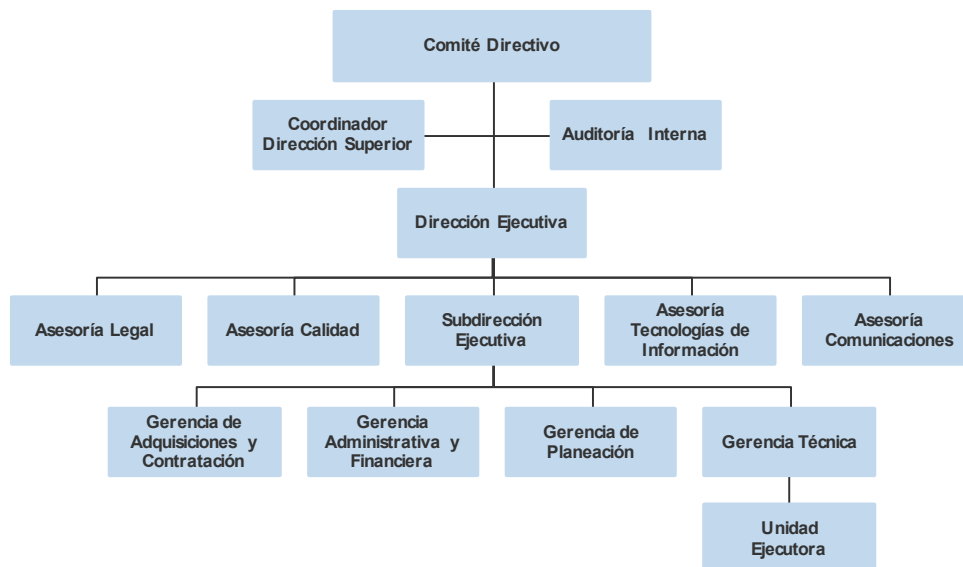 Comité Directivo
Coordinador
Dirección Superior
Auditoría Interna
Dirección Ejecutiva
Asesoría Legal
Asesoría Calidad
Subdirección
Ejecutiva
Asesoría
Tecnologías de
Información
Asesoría
Comunicaciones
Gerencia de
Adquisiciones y
Contratación
Gerencia
Administrativa y
Financiera
Gerencia de
Planeación
Gerencia Técnica
Unidad
Ejecutora